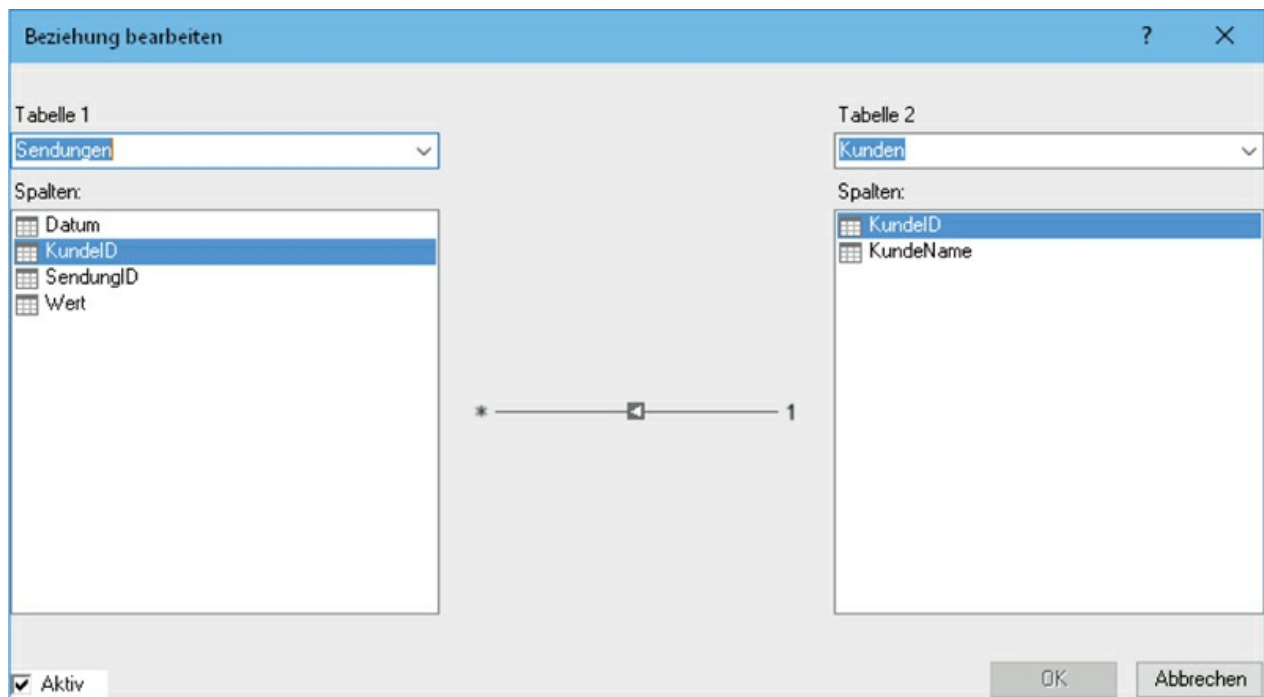 Beziehung bearbeiten
?
Tabelle 1
Tabelle 2
Sendungen
Kunden
Spalten:
Spalten:
Datum
KundeID
SendungID
Wert
KundeID
KundeName
* 1
Aktiv
OK
Abbrechen